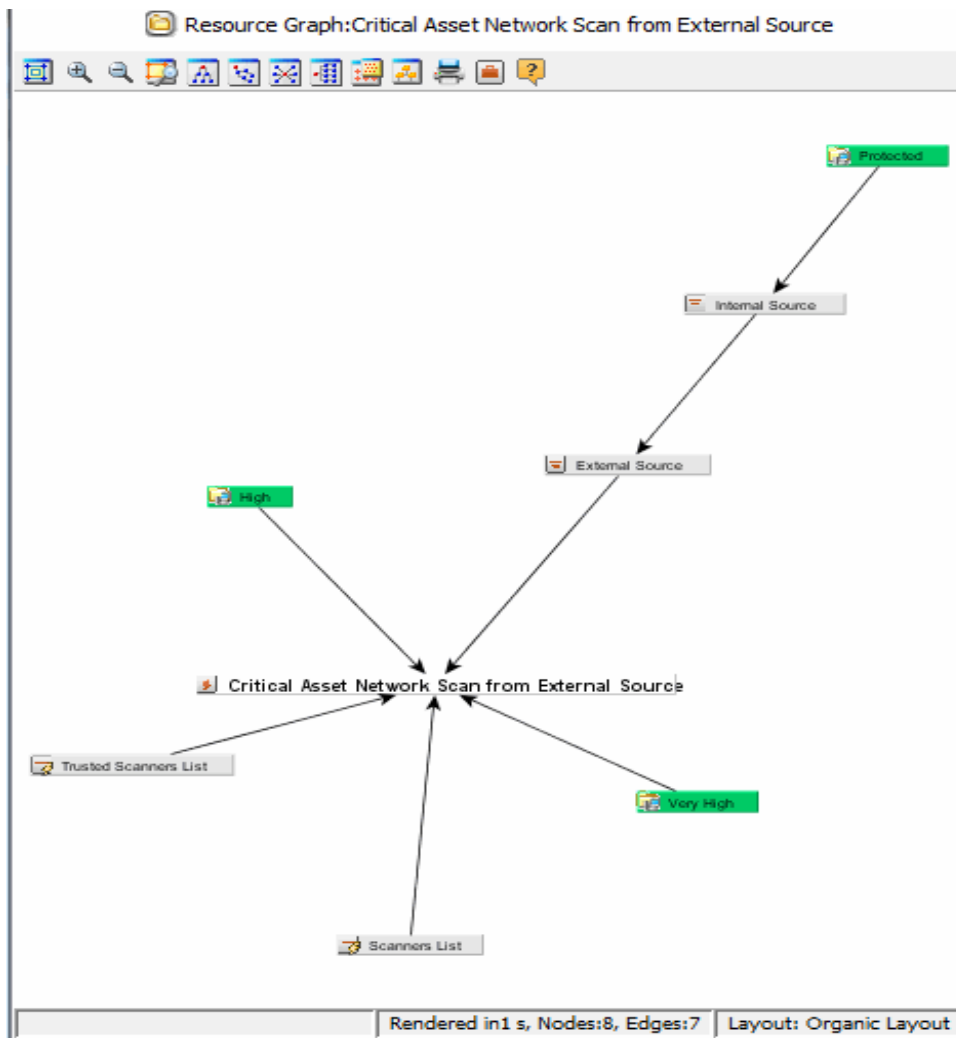 Resource Graph:Critical Asset Network Scan from External Source
Protected
Internal Source
External Source
High
Critical Asset Network Scan from External Source
Trusted Scanners List
Very High
Scanners List
Rendered in1 s, Nodes:8, Edges:7
Layout: Organic Layout